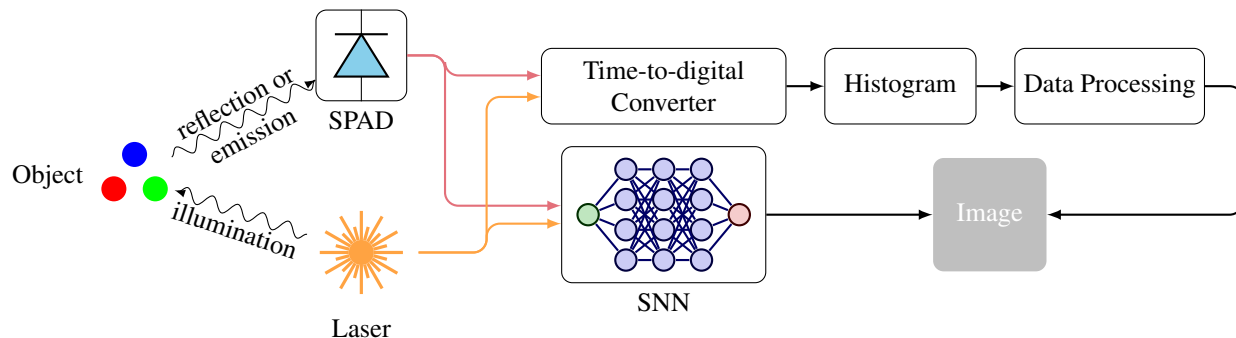 SPAD
reflection or
emission
Object
illumination
Laser
Time-to-digital
Converter
Histogram
Data Processing
SNN
Image